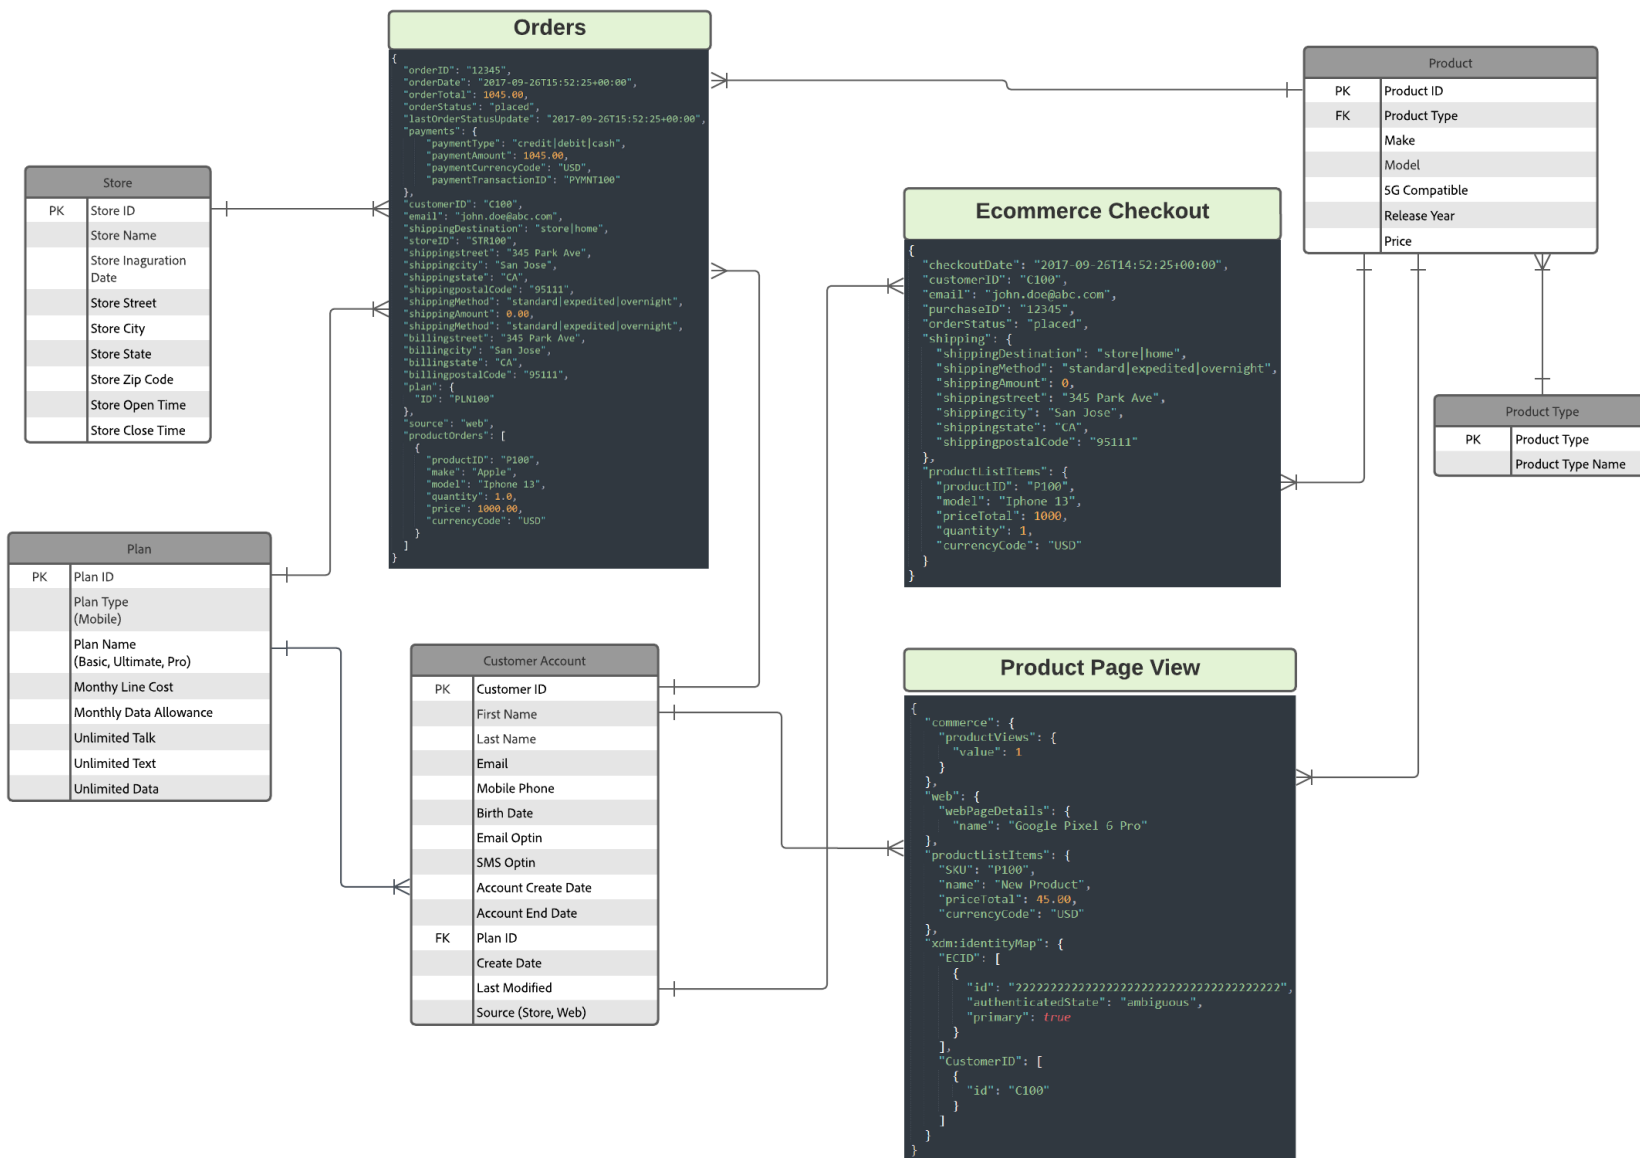 Orders
{
"orderID": "12345",
"orderDate": "2017-09-26T15:52:25+00:00",
"orderTotal": 1045.00,
"orderStatus": "placed",
"lastOrderStatusUpdate": "2017-09-26T15:52:25+00:00",
"payments": {
"paymentType": "credit|debit|cash",
"paymentAmount": 1045.00,
"paymentCurrencyCode": "USD",
"paymentTransactionID": "PYMNT100"
},
"customerID": "C100",
"email": "john.doe@abc.com",
"shippingDestination": "store|home",
"storeID": "STR100",
"shippingstreet": "345 Park Ave",
"shippingcity": "San Jose",
"shippingstate": "CA",
"shippingpostalCode": "95111",
"shippingMethod": "standard|expedited|overnight",
"shippingAmount": 0.00,
"shippingMethod": "standard|expedited|overnight",
"billingstreet": "345 Park Ave",
"billingcity": "San Jose",
"billingstate": "CA",
"billingpostalCode": "95111",
"plan": {
"ID": "PLN100"
},
"source": "web",
"productOrders": [
{
"productID": "P100",
"make": "Apple",
"model": "Iphone 13",
"quantity": 1.0,
"price": 1000.00,
"currencyCode": "USD"
}
]
}
Product
PK Product ID
FK Product Type
Make
Model
5G Compatible
Release Year
Price
Store
PK Store ID
Store Name
Store Inaguration
Date
Store Street
Store City
Store State
Store Zip Code
Store Open Time
Store Close Time
Ecommerce Checkout
{
"checkoutDate": "2017-09-26T14:52:25+00:00",
"customerID": "C100",
"email": "john.doe@abc.com",
"purchaseID": "12345",
"orderStatus": "placed",
"shipping": {
"shippingDestination": "store|home",
"shippingMethod": "standard|expedited|overnight",
"shippingAmount": 0,
"shippingstreet": "345 Park Ave",
"shippingcity": "San Jose",
"shippingstate": "CA",
"shippingpostalCode": "95111"
},
"productListItems": {
"productID": "P100",
"model": "Iphone 13",
"priceTotal": 1000,
"quantity": 1,
"currencyCode": "USD"
}
}
Product Type
PK Product Type
Product Type Name
Plan
PK Plan ID
Plan Type
(Mobile)
Plan Name
(Basic, Ultimate, Pro)
Monthy Line Cost
Monthly Data Allowance
Unlimited Talk
Unlimited Text
Unlimited Data
Customer Account
PK Customer ID
First Name
Last Name
Email
Mobile Phone
Birth Date
Email Optin
SMS Optin
Account Create Date
Account End Date
FK Plan ID
Create Date
Last Modified
Source (Store, Web)
Product Page View
{
"commerce": {
"productViews": {
"value": 1
}
},
"web": {
"webPageDetails": {
"name": "Google Pixel 6 Pro"
},
"productListItems": {
"SKU": "P100",
"name": "New Product",
"priceTotal": 45.00,
"currencyCode": "USD"
},
"xdm:identityMap": {
"ECID": [
{
"id": "22222222222222222222222222222222222222",
"authenticatedState": "ambiguous",
"primary": true
}
],
"CustomerID": [
{
"id": "C100"
}
]
}
}